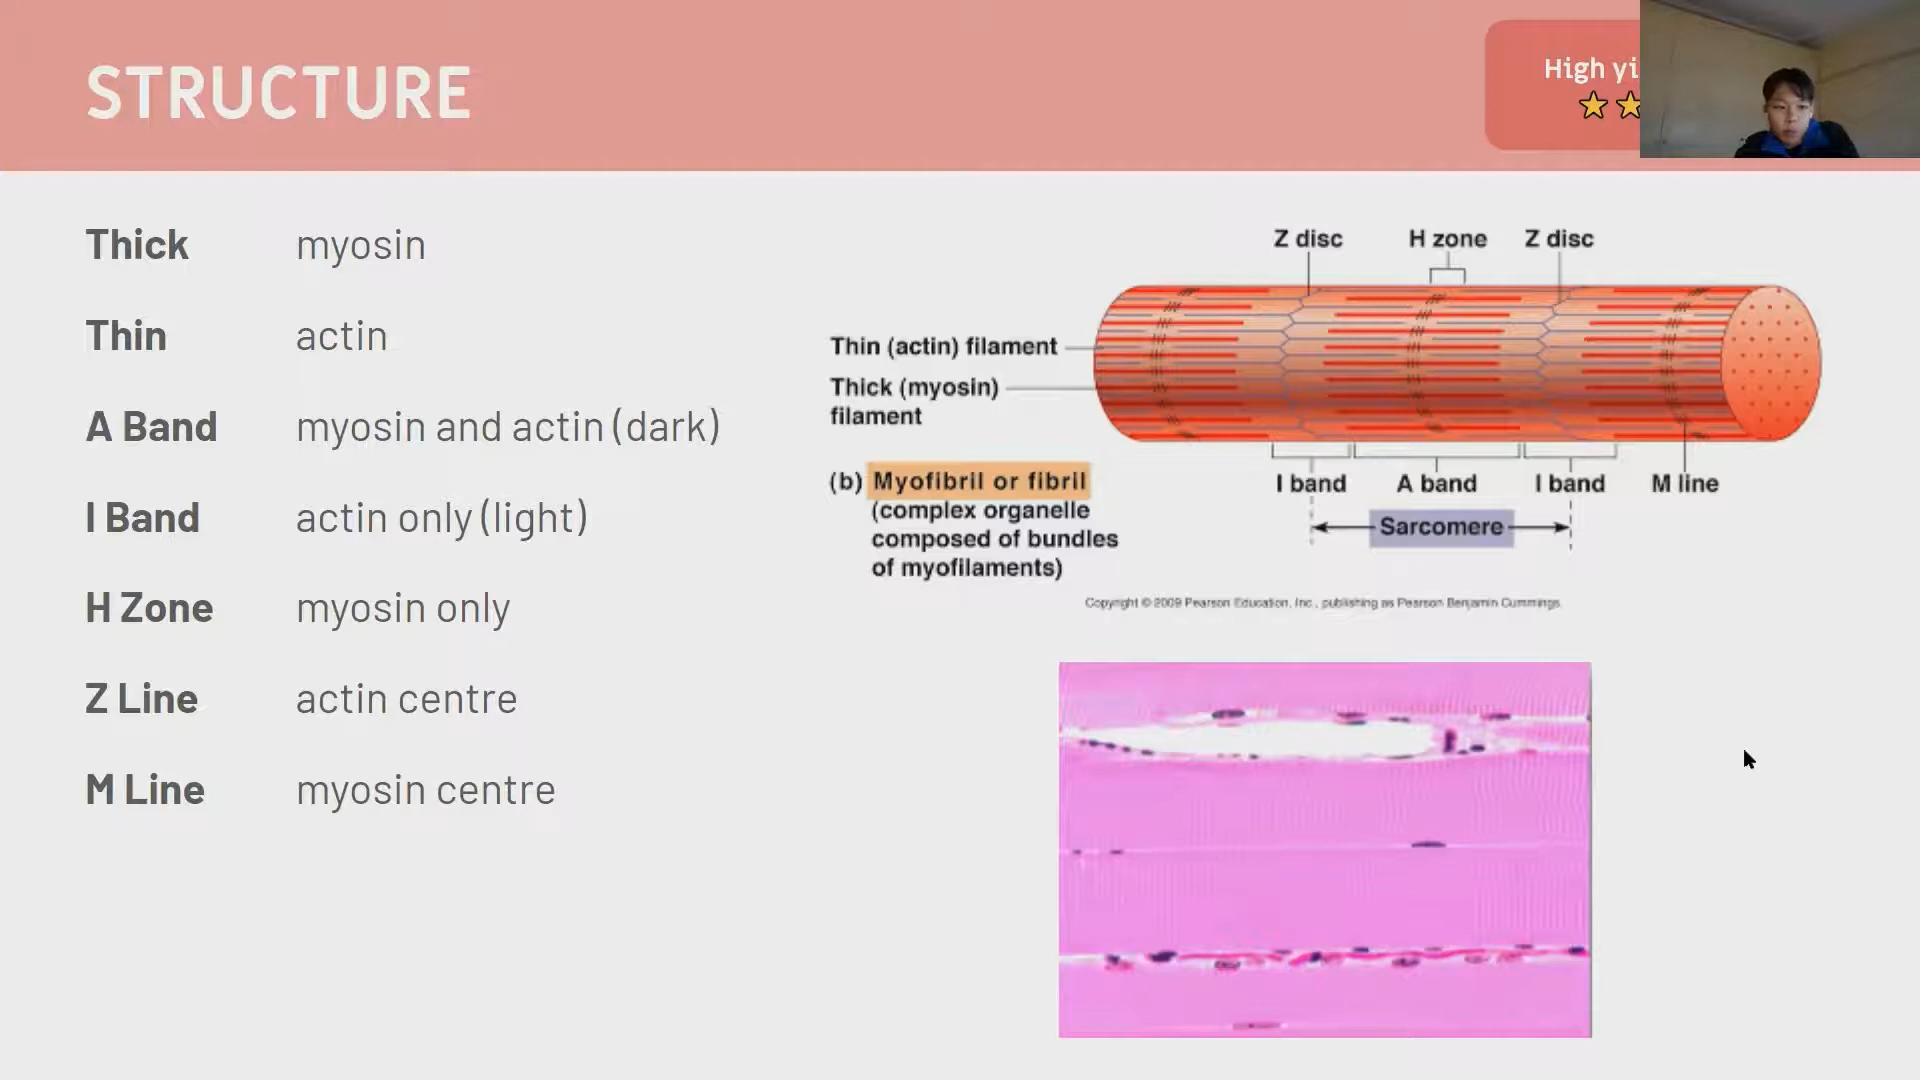 STRUCTURE
High yi
Thick myosin
Thin actin
A Band myosin and actin (dark)
I Band actin only (light)
H Zone myosin only
Z Line actin centre
M Line myosin centre
Z disc H zone Z disc
Thin (actin) filament
Thick (myosin)
filament
I band A band I band M line
Sarcomere
(b) Myofibril or fibril
(complex organelle
composed of bundles
of myofilaments)
Copyright © 2009 Pearson Education, Inc., publishing as Pearson Benjamin Cummings.